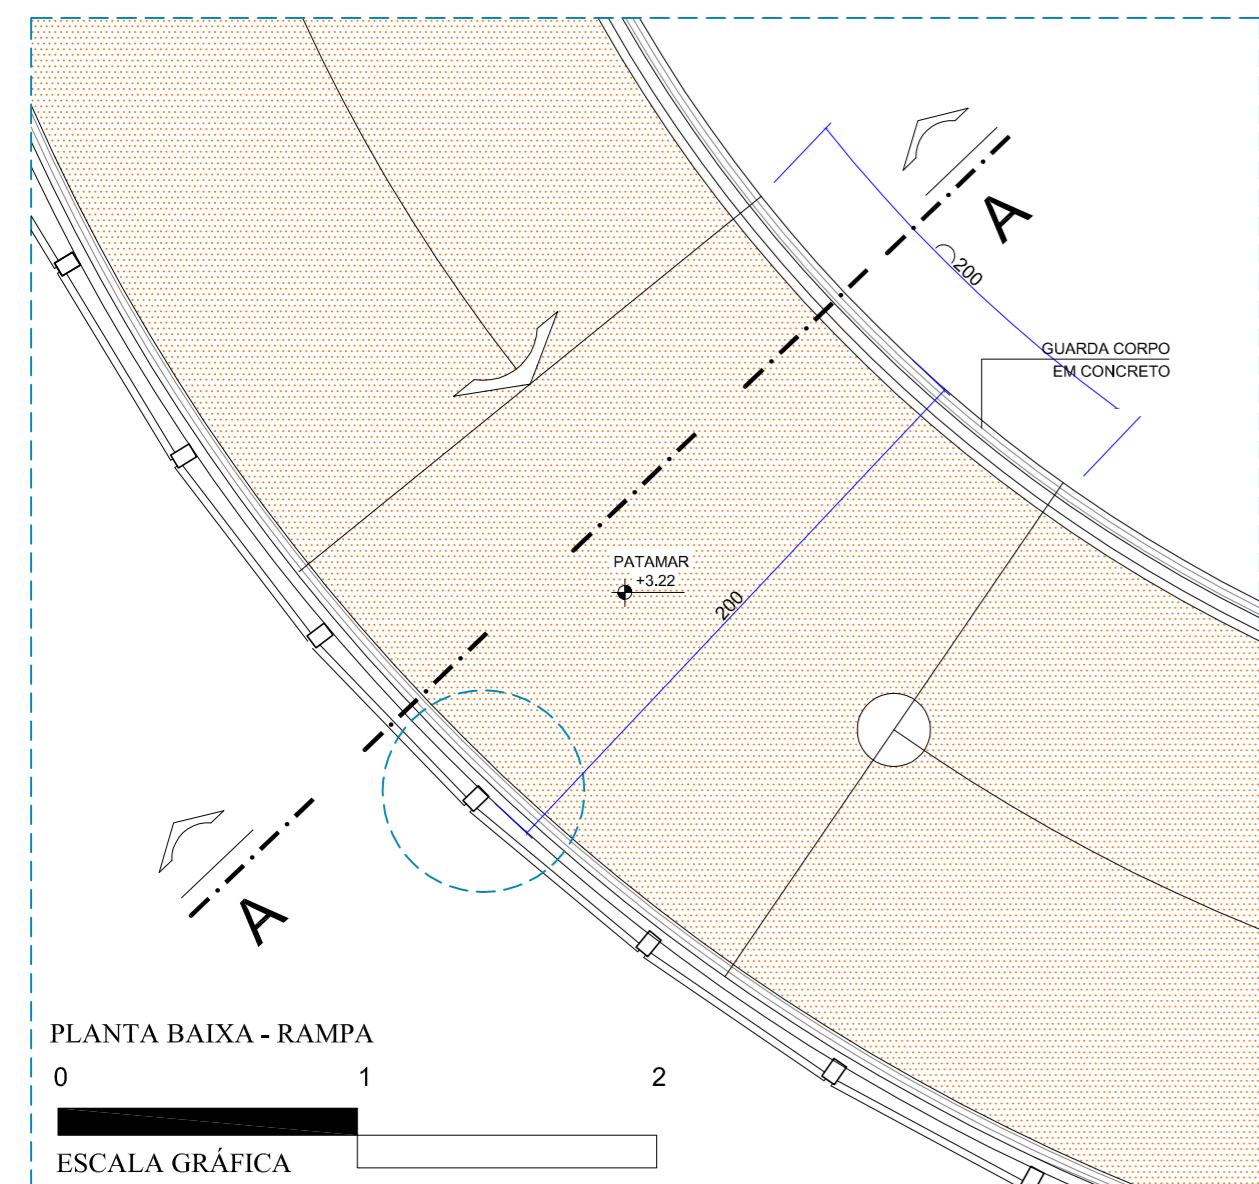 A
200
GUARDA CORPO
EM CONCRETO
PATAMAR
+3.22
200
A
PLANTA BAIXA - RAMPA
0 1 2
ESCALA GRÁFICA